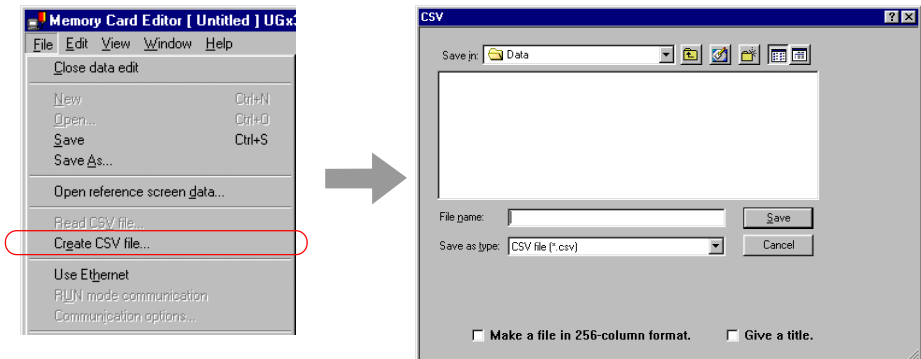 Memory Card Editor [ Untitled ] UGx3
File Edit View Window Help
Close data edit
New Ctrl+N
Open... Ctrl+O
Save Ctrl+S
Save As...
Open reference screen data...
Read CSV file...
Create CSV file...
Use Ethernet
RUN mode communication
Communication options...
CSV
Save in: Data
File name:
Save
Save as type: CSV file (*.csv)
Cancel
Make a file in 256-column format. Give a title.